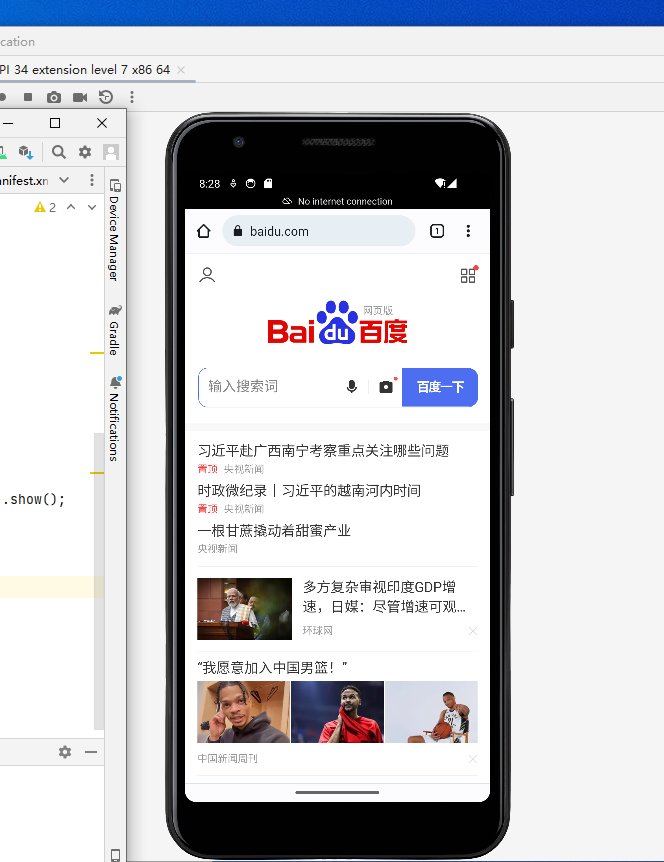 cation
PI 34 extension level 7 x86 64
anifest.xn
2
Device Manager
Gradle
Notifications
.show();
8:28
No internet connection
baidu.com
1
网页版
Bai du 百度
输入搜索词
百度一下
习近平赴广西南宁考察重点关注哪些问题
置顶 央视新闻
时政微纪录丨习近平的越南河内时间
置顶 央视新闻
一根甘蔗撬动着甜蜜产业
央视新闻
多方复杂审视印度GDP增
速，日媒：尽管增速可观...
环球网
“我愿意加入中国男篮！”
中国新闻周刊